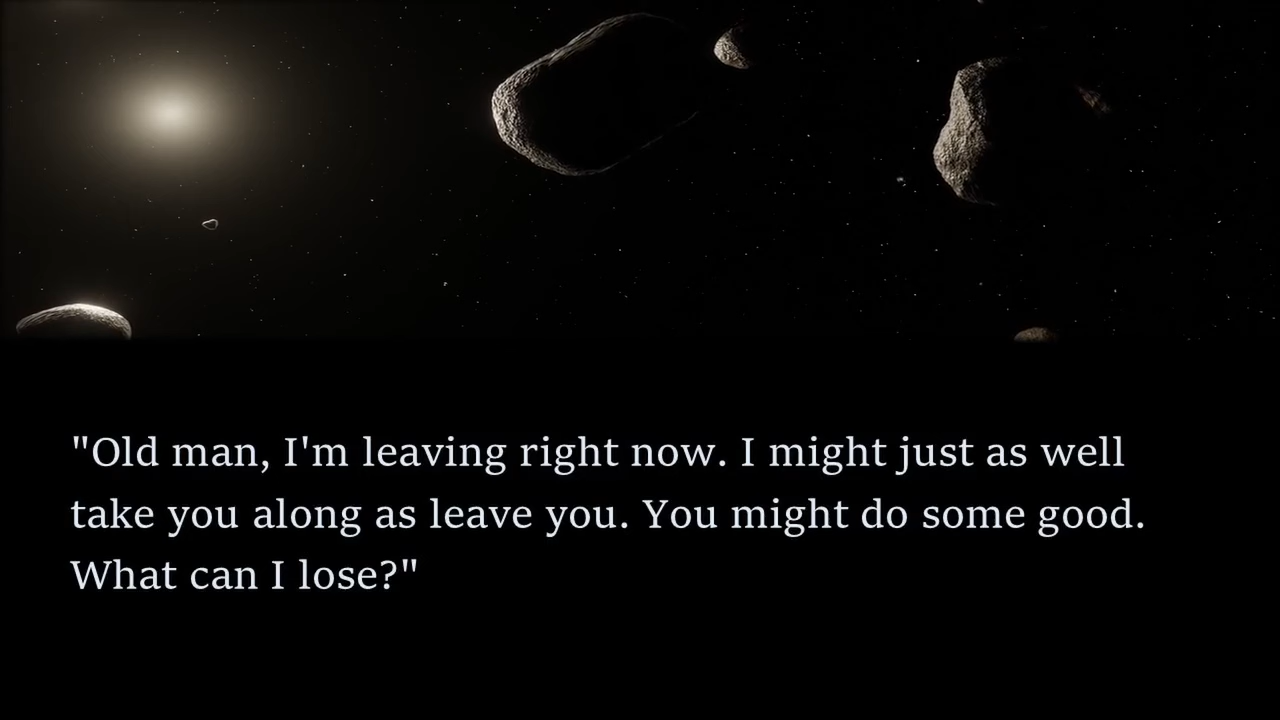 "Old man, I'm leaving right now. I might just as well
take you along as leave you. You might do some good.
What can I lose?"